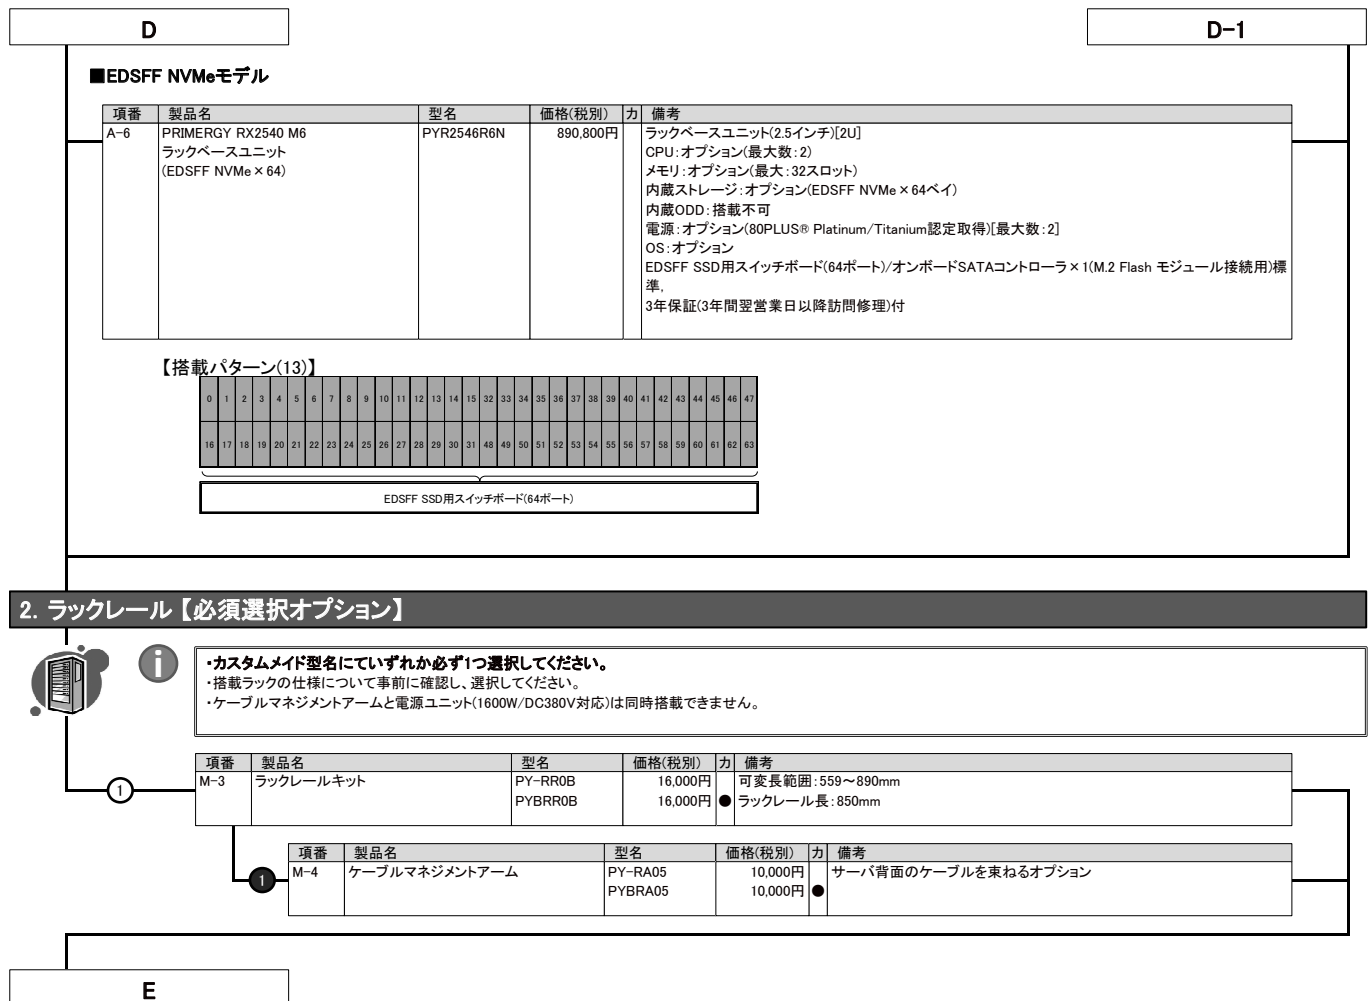 D
D-1
■EDSFF NVMeモデル
項番 製品名 型名 価格(税別) カ 備考
A-6 PRIMERGY RX2540 M6 PYR2546R6N 890,800円 ラックベースユニット(2.5インチ)[2U]
ラックベースユニット CPU:オプション(最大数:2)
(EDSFF NVMe×64) メモリ:オプション(最大:32スロット)
内蔵ストレージ:オプション(EDSFF NVMe×64ベイ)
内蔵ODD:搭載不可
電源:オプション(80PLUS® Platinum/Titanium認定取得)[最大数:2]
OS:オプション
EDSFF SSD用スイッチボード(64ポート)/オンボードSATAコントローラ×1(M.2 Flash モジュール接続用)標
準,
3年保証(3年間翌営業日以降訪問修理)付
【搭載パターン(13)】
0 1 2 3 4 5 6 7 8 9 10 11 12 13 14 15 32 33 34 35 36 37 38 39 40 41 42 43 44 45 46 47
16 17 18 19 20 21 22 23 24 25 26 27 28 29 30 31 48 49 50 51 52 53 54 55 56 57 58 59 60 61 62 63
EDSFF SSD用スイッチボード(64ポート)
2. ラックレール【必須選択オプション】
i
・カスタムメイド型名にていずれか必ず1つ選択してください。
・搭載ラックの仕様について事前に確認し、選択してください。
・ケーブルマネジメントアームと電源ユニット(1600W/DC380V対応)は同時搭載できません。
項番 製品名 型名 価格(税別) カ 備考
1 M-3 ラックレールキット PY-RR0B 16,000円 可変長範囲:559～890mm
PYBRR0B 16,000円 ● ラックレール長:850mm
項番 製品名 型名 価格(税別) カ 備考
1 M-4 ケーブルマネジメントアーム PY-RA05 10,000円 サーバ背面のケーブルを束ねるオプション
PYBRA05 10,000円 ●
E